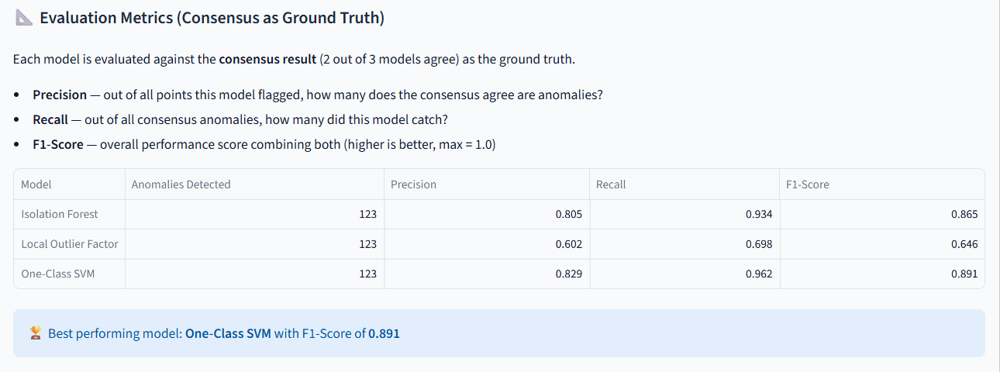 Evaluation Metrics (Consensus as Ground Truth)
Each model is evaluated against the consensus result (2 out of 3 models agree) as the ground truth.
• Precision — out of all points this model flagged, how many does the consensus agree are anomalies?
• Recall — out of all consensus anomalies, how many did this model catch?
• F1-Score — overall performance score combining both (higher is better, max = 1.0)
Model Anomalies Detected Precision Recall F1-Score
Isolation Forest 123 0.805 0.934 0.865
Local Outlier Factor 123 0.602 0.698 0.646
One-Class SVM 123 0.829 0.962 0.891
Best performing model: One-Class SVM with F1-Score of 0.891